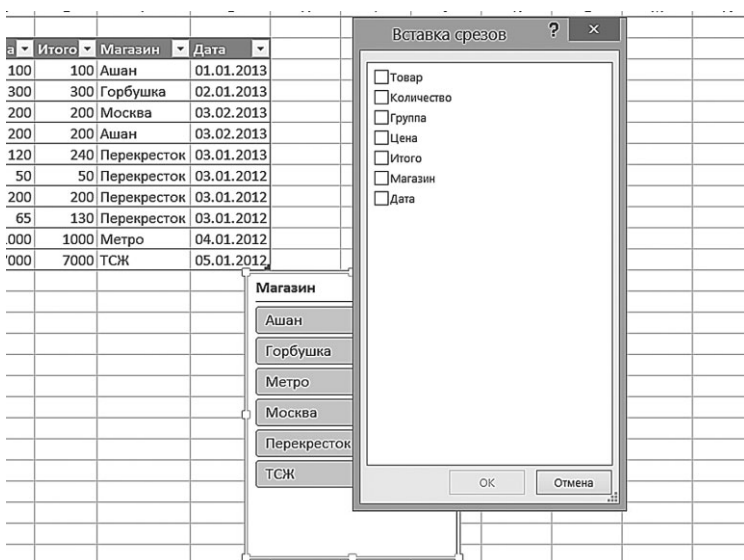 а Итого Магазин Дата
100 100 Ашан 01.01.2013
300 300 Горбушка 02.01.2013
200 200 Москва 03.02.2013
200 200 Ашан 03.02.2013
120 240 Перекресток 03.01.2013
50 50 Перекресток 03.01.2012
200 200 Перекресток 03.01.2012
65 130 Перекресток 03.01.2012
000 1000 Метро 04.01.2012
000 7000 ТСЖ 05.01.2012
Магазин
Ашан
Горбушка
Метро
Москва
Перекресток
ТСЖ
Вставка срезов ? ×
Товар
Количество
Группа
Цена
Итого
Магазин
Дата
ОК Отмена